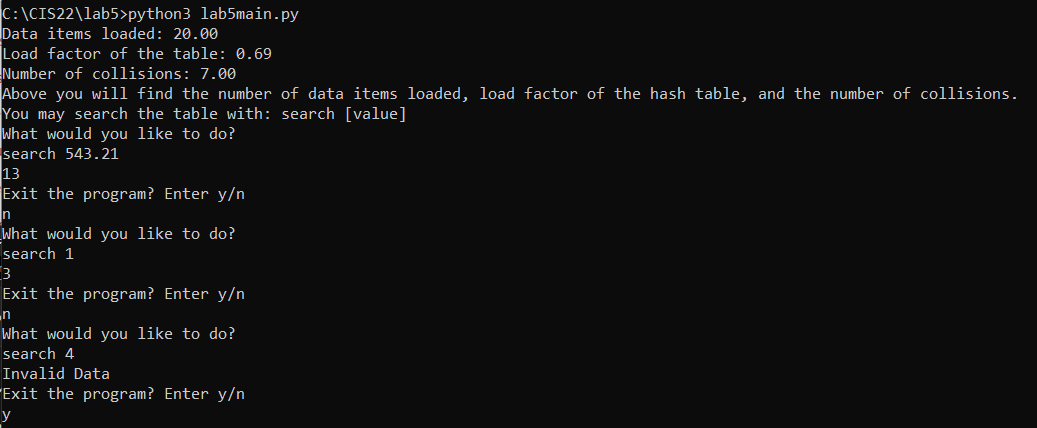 C:\CIS22\lab5>python3 lab5main.py
Data items loaded: 20.00
Load factor of the table: 0.69
Number of collisions: 7.00
Above you will find the number of data items loaded, load factor of the hash table, and the number of collisions.
You may search the table with: search [value]
What would you like to do?
search 543.21
13
Exit the program? Enter y/n
n
What would you like to do?
search 1
3
Exit the program? Enter y/n
n
What would you like to do?
search 4
Invalid Data
Exit the program? Enter y/n
y